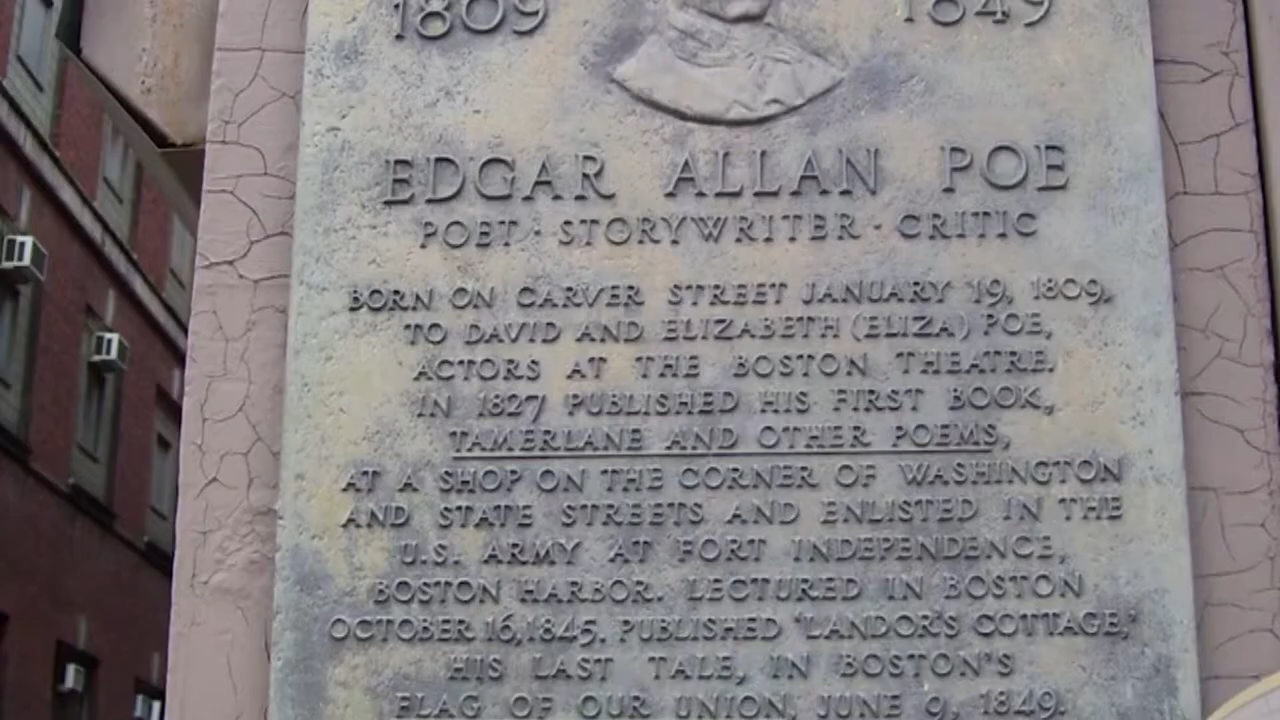 1809 1849
EDGAR ALLAN POE
POET · STORYWRITER · CRITIC
BORN ON CARVER STREET JANUARY 19, 1809,
TO DAVID AND ELIZABETH (ELIZA) POE,
ACTORS AT THE BOSTON THEATRE.
IN 1827 PUBLISHED HIS FIRST BOOK,
TAMERLANE AND OTHER POEMS,
AT A SHOP ON THE CORNER OF WASHINGTON
AND STATE STREETS AND ENLISTED IN THE
U.S. ARMY AT FORT INDEPENDENCE,
BOSTON HARBOR. LECTURED IN BOSTON
OCTOBER 16,1845. PUBLISHED 'LANDOR'S COTTAGE,'
HIS LAST TALE, IN BOSTON'S
FLAG OF OUR UNION, JUNE 9, 1849.